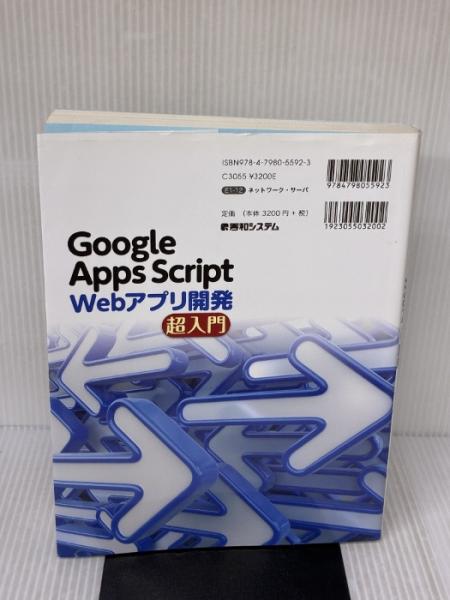 ISBN978-4-7980-5592-3
C3055 ¥3200E
E1-12 ネットワーク・サーバ
定価 (本体 3200円+税)
秀和システム
9784798055923
1923055032002
Google
Apps Script
Webアプリ開発
超入門